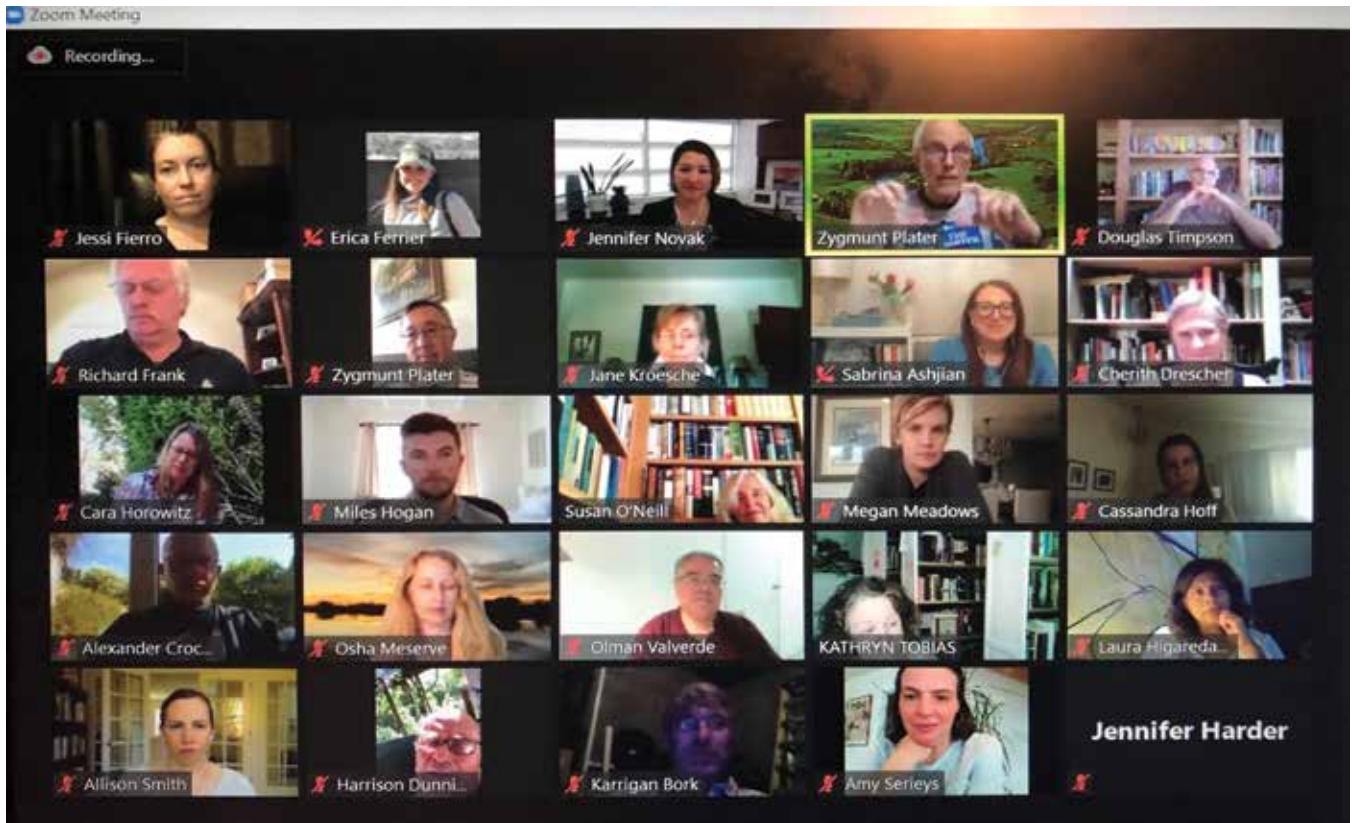 Zoom Meeting
Recording...
Jessi Fierro
Erica Ferrier
Jennifer Novak
Zygmunt Plater
Douglas Timpson
Richard Frank
Zygmunt Plater
Jane Kroesche
Sabrina Ashjian
Cherith Drescher
Cara Horowitz
Miles Hogan
Susan O'Neill
Megan Meadows
Cassandra Hoff
Alexander Croc...
Osha Meserve
Olman Valverde
KATHRYN TOBIAS
Laura Higareda...
Allison Smith
Harrison Dunni...
Karrigan Bork
Amy Serieys
Jennifer Harder